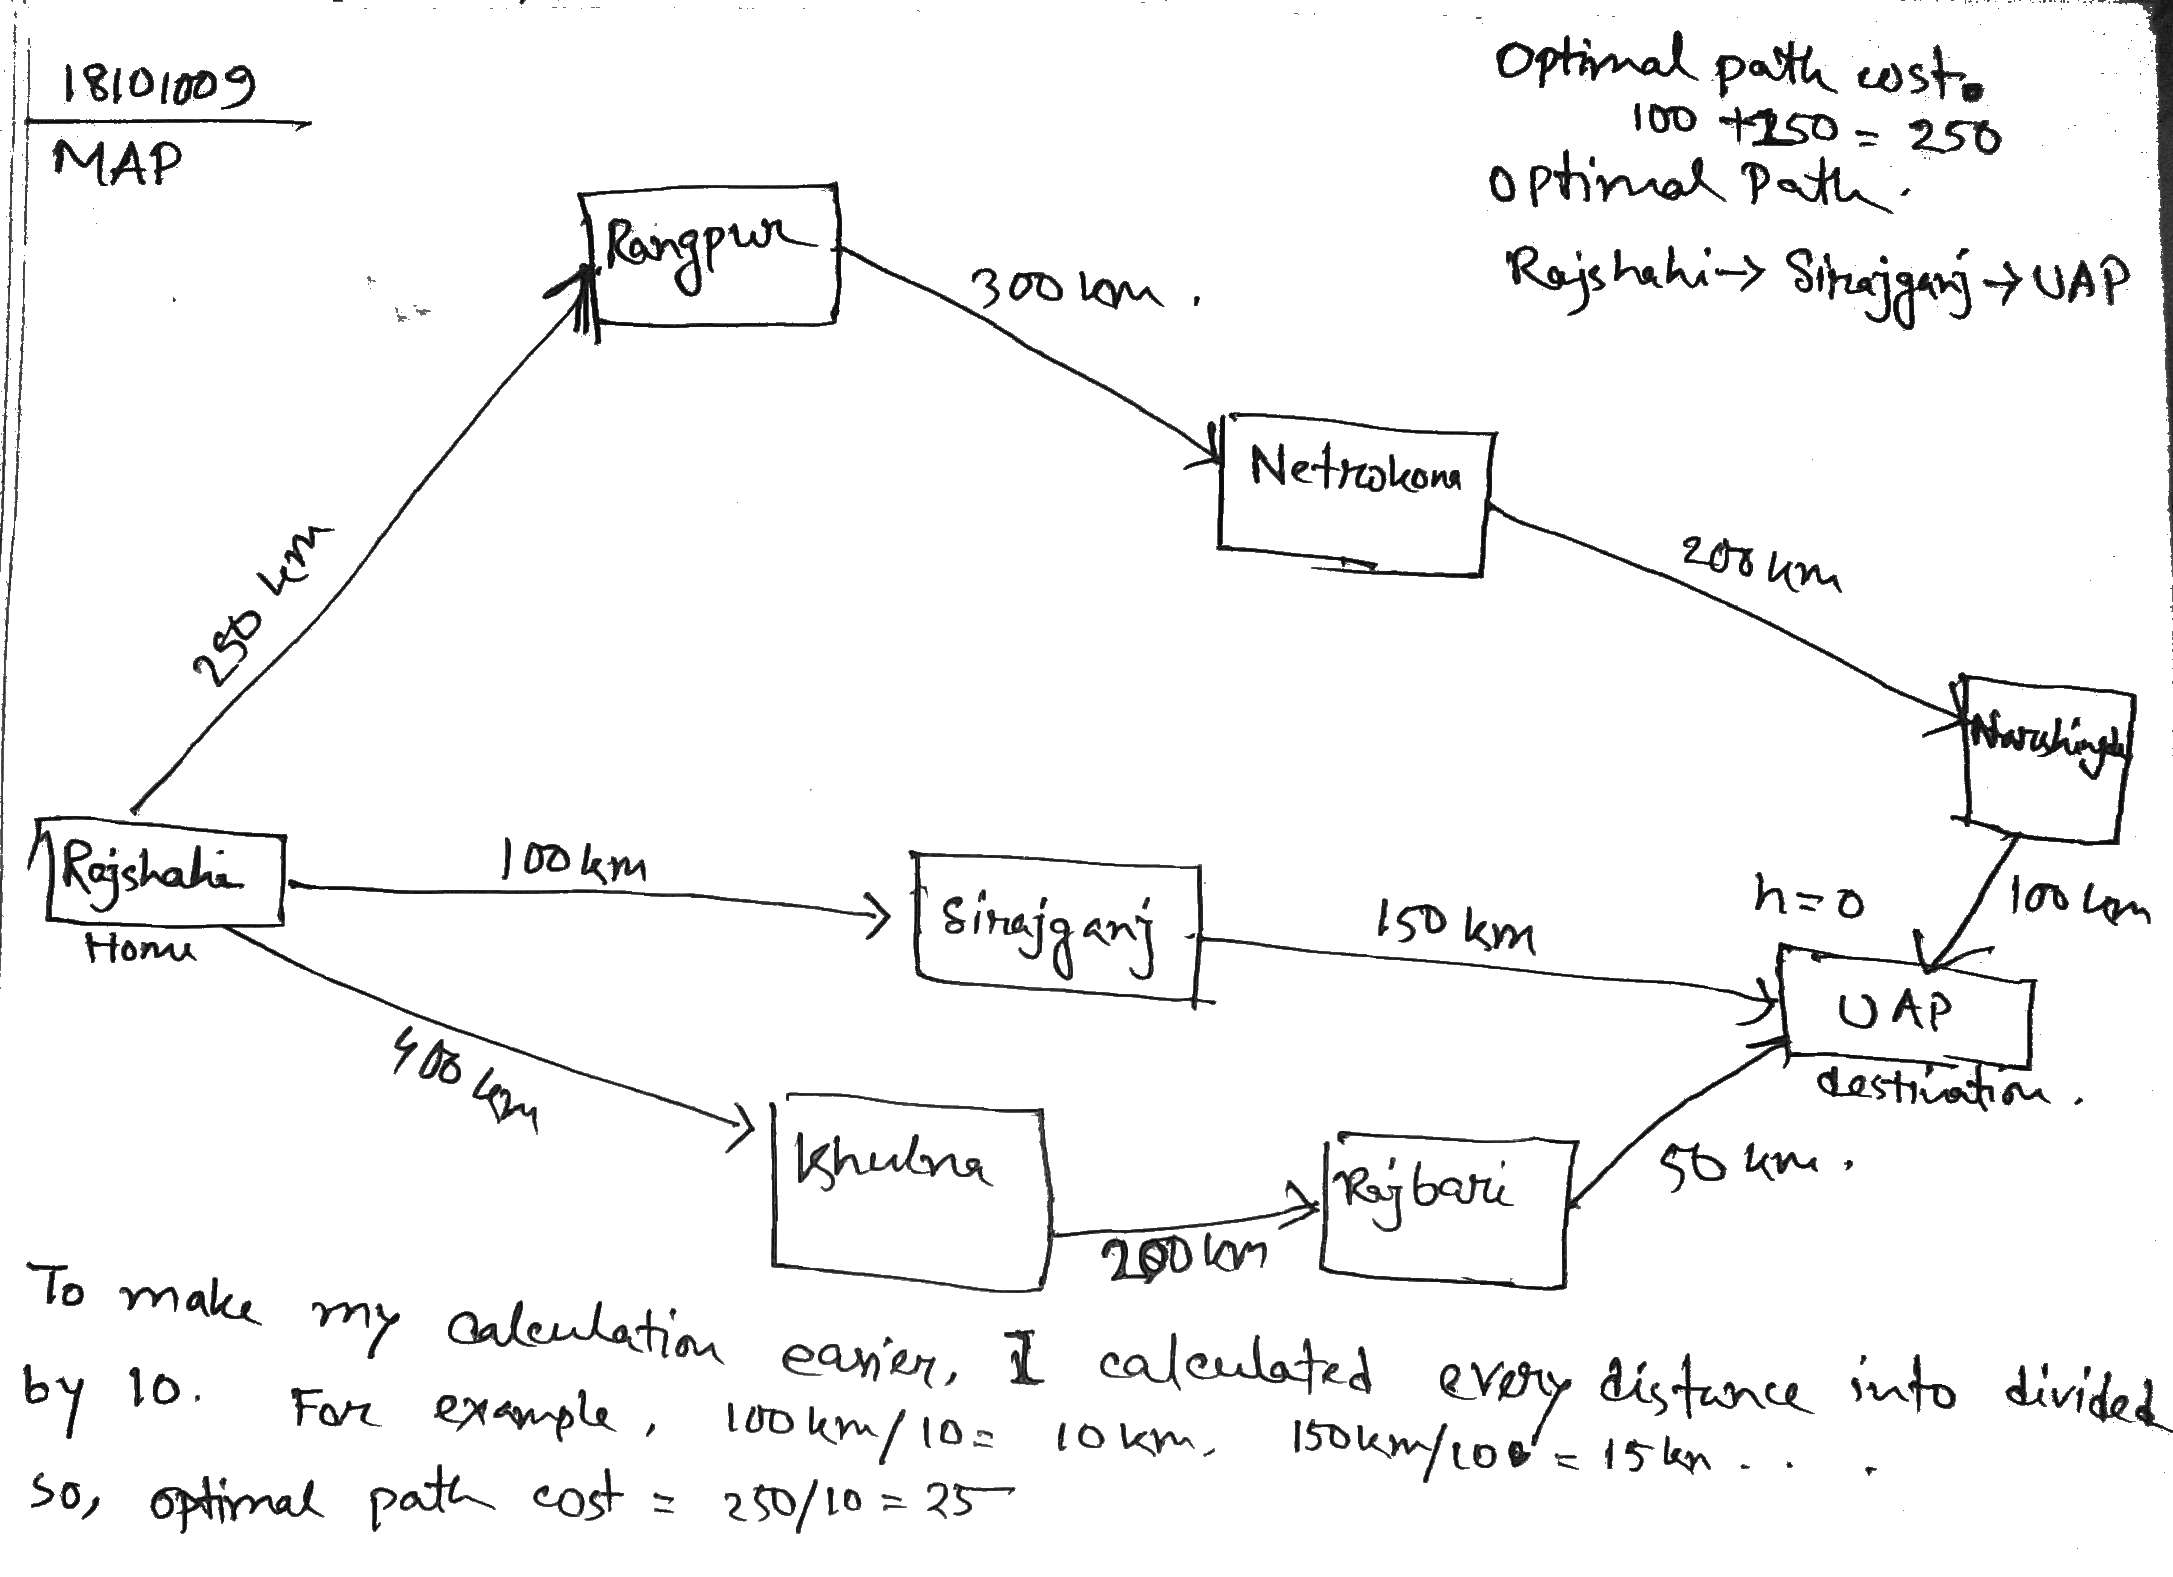 18101009
MAP
Optimal path cost.
100 + 150 = 250
Optimal Path.
Rajshahi → Sirajganj → UAP
Rangpur
300 km.
Netrokona
200 km
250 km
Narshingdi
Rajshahi
Home
100 km
Sirajganj
150 km
h = 0
100 km
UAP
destination.
400 km
Khulna
200 km
Rajbari
50 km.
To make my calculation easier, I calculated every distance into divided
by 10. For example, 100 km/10 = 10 km, 150 km/10 = 15 km . . .
so, optimal path cost = 250/10 = 25